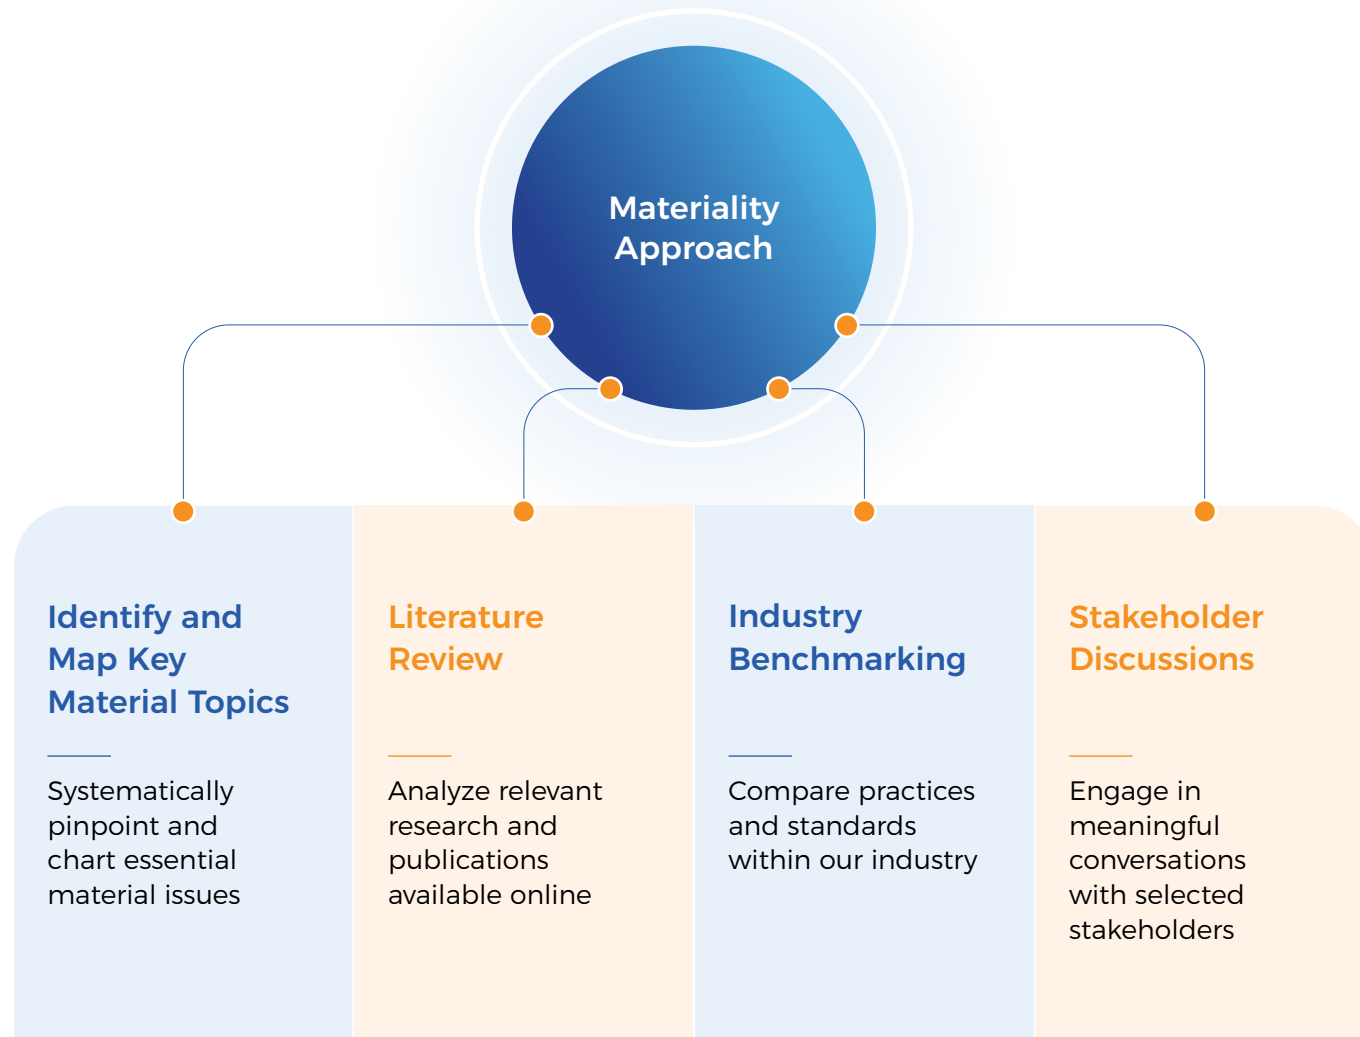 Materiality
Approach
Identify and
Map Key
Material Topics
Systematically
pinpoint and
chart essential
material issues
Literature
Review
Analyze relevant
research and
publications
available online
Industry
Benchmarking
Compare practices
and standards
within our industry
Stakeholder
Discussions
Engage in
meaningful
conversations
with selected
stakeholders